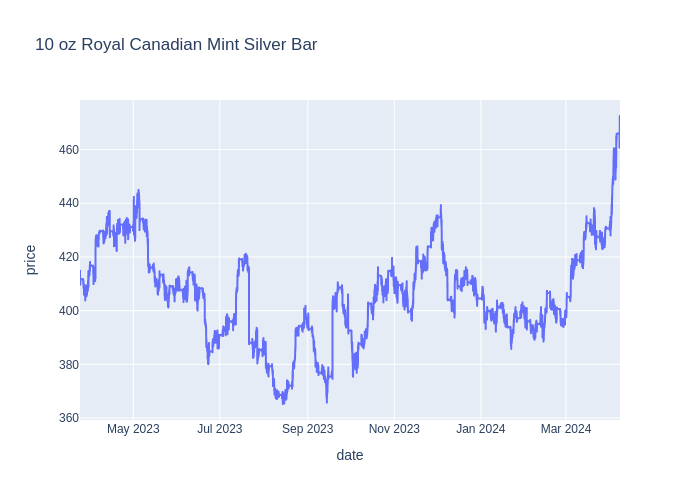 10 oz Royal Canadian Mint Silver Bar
price
460
440
420
400
380
360
May 2023
Jul 2023
Sep 2023
Nov 2023
Jan 2024
Mar 2024
date